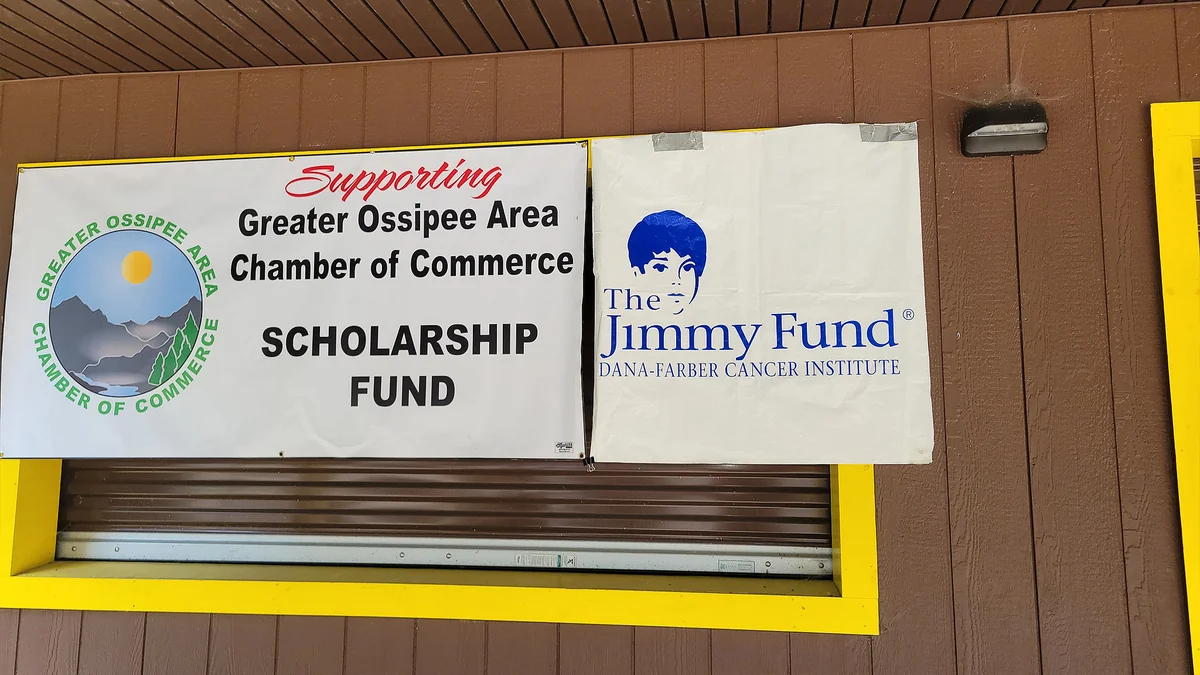 GREATER OSSIPEE AREA
CHAMBER OF COMMERCE
Supporting
Greater Ossipee Area
Chamber of Commerce
SCHOLARSHIP
FUND
The
Jimmy Fund®
DANA-FARBER CANCER INSTITUTE